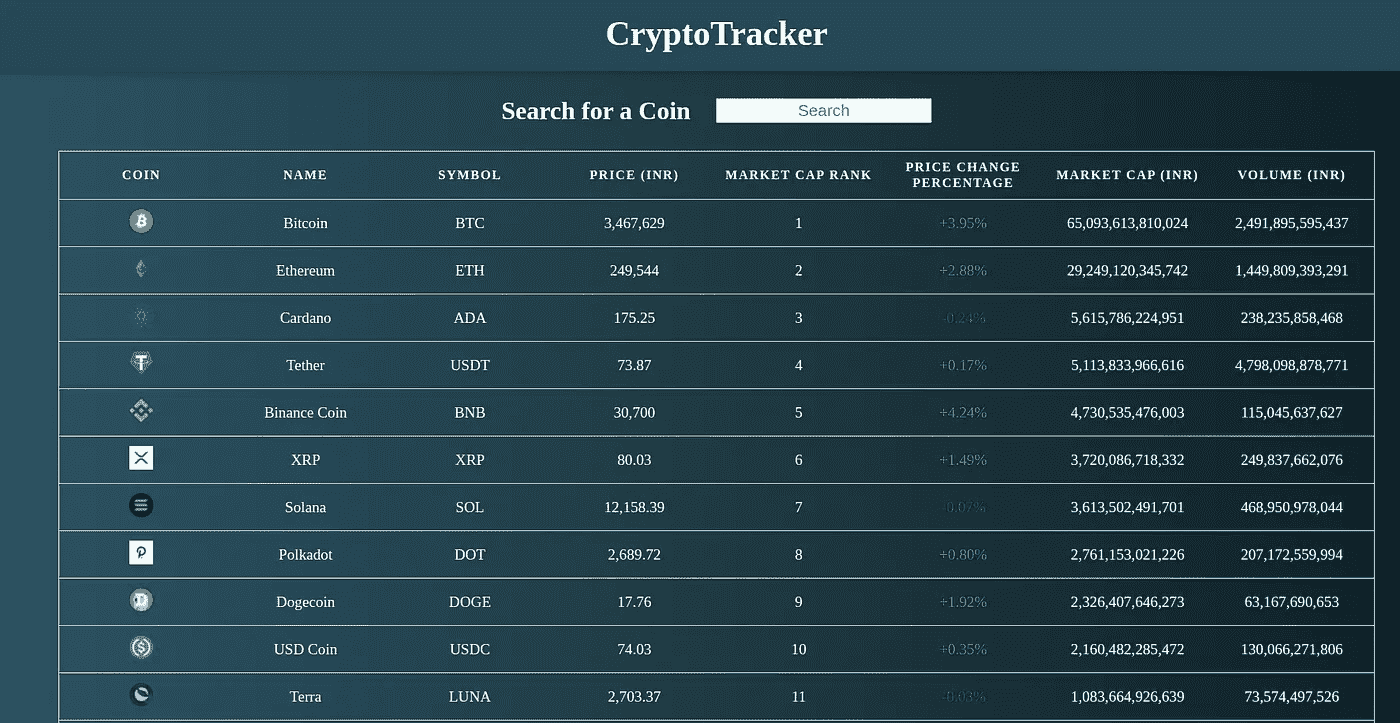 CryptoTracker
Search for a Coin Search
COIN NAME SYMBOL PRICE (INR) MARKET CAP RANK PRICE CHANGE PERCENTAGE MARKET CAP (INR) VOLUME (INR)
Bitcoin BTC 3,467,629 1 +3.95% 65,093,613,810,024 2,491,895,595,437
Ethereum ETH 249,544 2 +2.88% 29,249,120,345,742 1,449,809,393,291
Cardano ADA 175.25 3 -0.24% 5,615,786,224,951 238,235,858,468
Tether USDT 73.87 4 +0.17% 5,113,833,966,616 4,798,098,878,771
Binance Coin BNB 30,700 5 +4.24% 4,730,535,476,003 115,045,637,627
XRP XRP 80.03 6 +1.49% 3,720,086,718,332 249,837,662,076
Solana SOL 12,158.39 7 -0.07% 3,613,502,491,701 468,950,978,044
Polkadot DOT 2,689.72 8 +0.80% 2,761,153,021,226 207,172,559,994
Dogecoin DOGE 17.76 9 +1.92% 2,326,407,646,273 63,167,690,653
USD Coin USDC 74.03 10 +0.35% 2,160,482,285,472 130,066,271,806
Terra LUNA 2,703.37 11 -0.03% 1,083,664,926,639 73,574,497,526